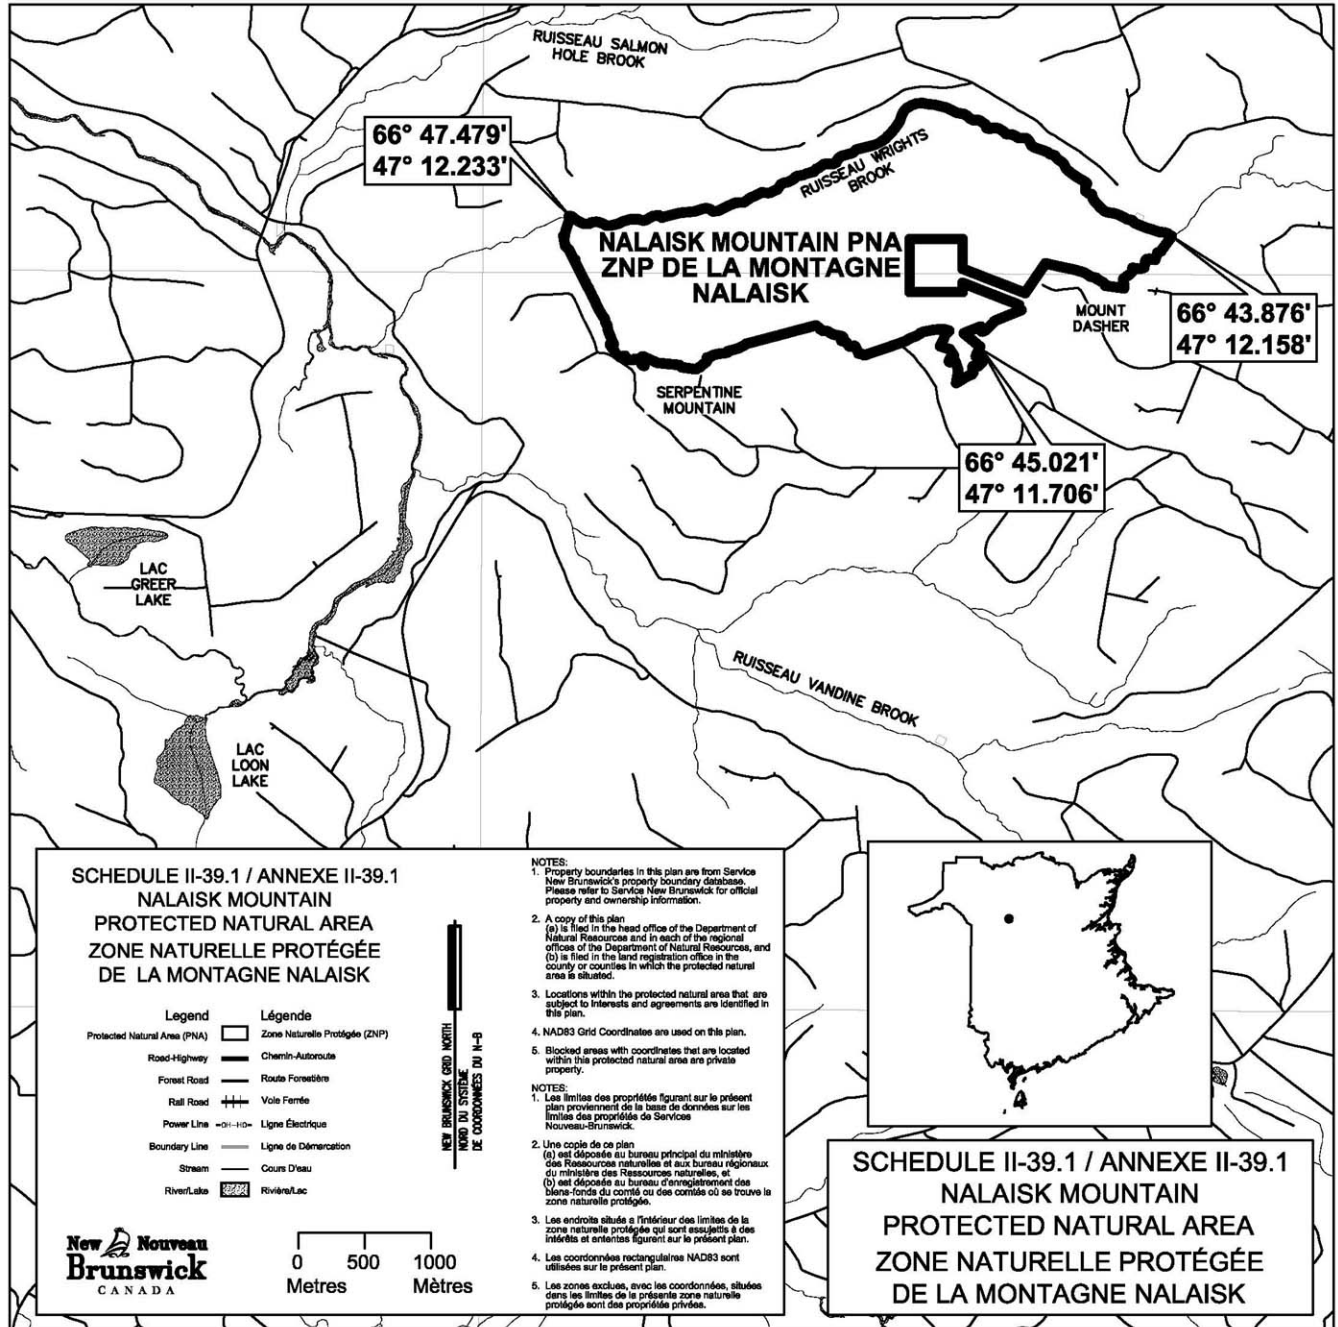 RUISSEAU SALMON
HOLE BROOK
66° 47.479'
47° 12.233'
RUISSEAU WRIGHTS
BROOK
NALAISK MOUNTAIN PNA
ZNP DE LA MONTAGNE
NALAISK
MOUNT
DASHER
66° 43.876'
47° 12.158'
SERPENTINE
MOUNTAIN
66° 45.021'
47° 11.706'
LAC
GREER
LAKE
RUISSEAU VANDINE BROOK
LAC
LOON
LAKE
SCHEDULE II-39.1 / ANNEXE II-39.1
NALAISK MOUNTAIN
PROTECTED NATURAL AREA
ZONE NATURELLE PROTÉGÉE
DE LA MONTAGNE NALAISK
Legend Légende
Protected Natural Area (PNA) Zone Naturelle Protégée (ZNP)
Road-Highway Chemin-Autoroute
Forest Road Route Forestière
Rail Road Voie Ferrée
Power Line Ligne Électrique
Boundary Line Ligne de Démarcation
Stream Cours D'eau
River/Lake Rivière/Lac
NEW BRUNSWICK GRID NORTH
NORD DU SYSTÈME
DE COORDONNÉES DU N-B
New Nouveau
Brunswick
CANADA
0 500 1000
Metres Mètres
NOTES:
1. Property boundaries in this plan are from Service
New Brunswick's property boundary database.
Please refer to Service New Brunswick for official
property and ownership information.
2. A copy of this plan
(a) is filed in the head office of the Department of
Natural Resources and in each of the regional
offices of the Department of Natural Resources, and
(b) is filed in the land registration office in the
county or counties in which the protected natural
area is situated.
3. Locations within the protected natural area that are
subject to interests and agreements are identified in
this plan.
4. NAD83 Grid Coordinates are used on this plan.
5. Blocked areas with coordinates that are located
within this protected natural area are private
property.
NOTES:
1. Les limites des propriétés figurant sur le présent
plan proviennent de la base de données sur les
limites des propriétés de Services
Nouveau-Brunswick.
2. Une copie de ce plan
(a) est déposée au bureau principal du ministère
des Ressources naturelles et aux bureau régionaux
du ministère des Ressources naturelles, et
(b) est déposée au bureau d'enregistrement des
biens-fonds du comté ou des comtés où se trouve la
zone naturelle protégée.
3. Les endroits situés a l'intérieur des limites de la
zone naturelle protégée qui sont assujettis à des
intérêts et ententes figurent sur le présent plan.
4. Les coordonnées rectangulaires NAD83 sont
utilisées sur le présent plan.
5. Les zones exclues, avec les coordonnées, situées
dans les limites de la présente zone naturelle
protégée sont des propriétés privées.
SCHEDULE II-39.1 / ANNEXE II-39.1
NALAISK MOUNTAIN
PROTECTED NATURAL AREA
ZONE NATURELLE PROTÉGÉE
DE LA MONTAGNE NALAISK